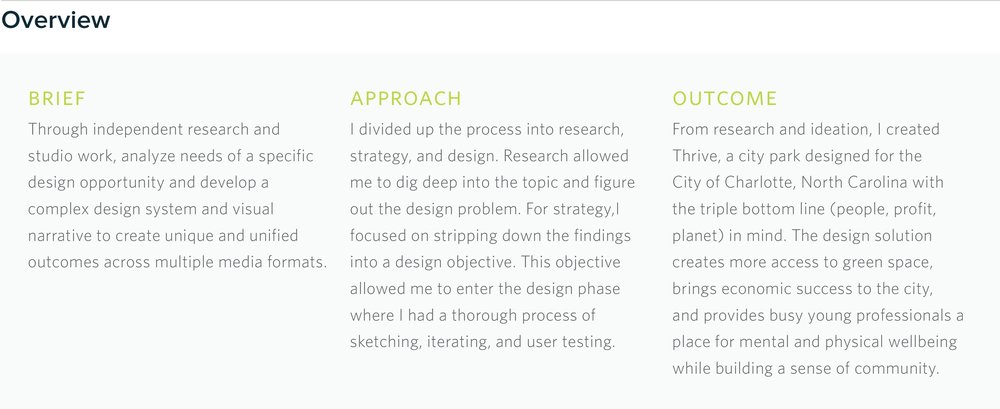 Overview
BRIEF
Through independent research and
studio work, analyze needs of a specific
design opportunity and develop a
complex design system and visual
narrative to create unique and unified
outcomes across multiple media formats.
APPROACH
I divided up the process into research,
strategy, and design. Research allowed
me to dig deep into the topic and figure
out the design problem. For strategy,I
focused on stripping down the findings
into a design objective. This objective
allowed me to enter the design phase
where I had a thorough process of
sketching, iterating, and user testing.
OUTCOME
From research and ideation, I created
Thrive, a city park designed for the
City of Charlotte, North Carolina with
the triple bottom line (people, profit,
planet) in mind. The design solution
creates more access to green space,
brings economic success to the city,
and provides busy young professionals a
place for mental and physical wellbeing
while building a sense of community.